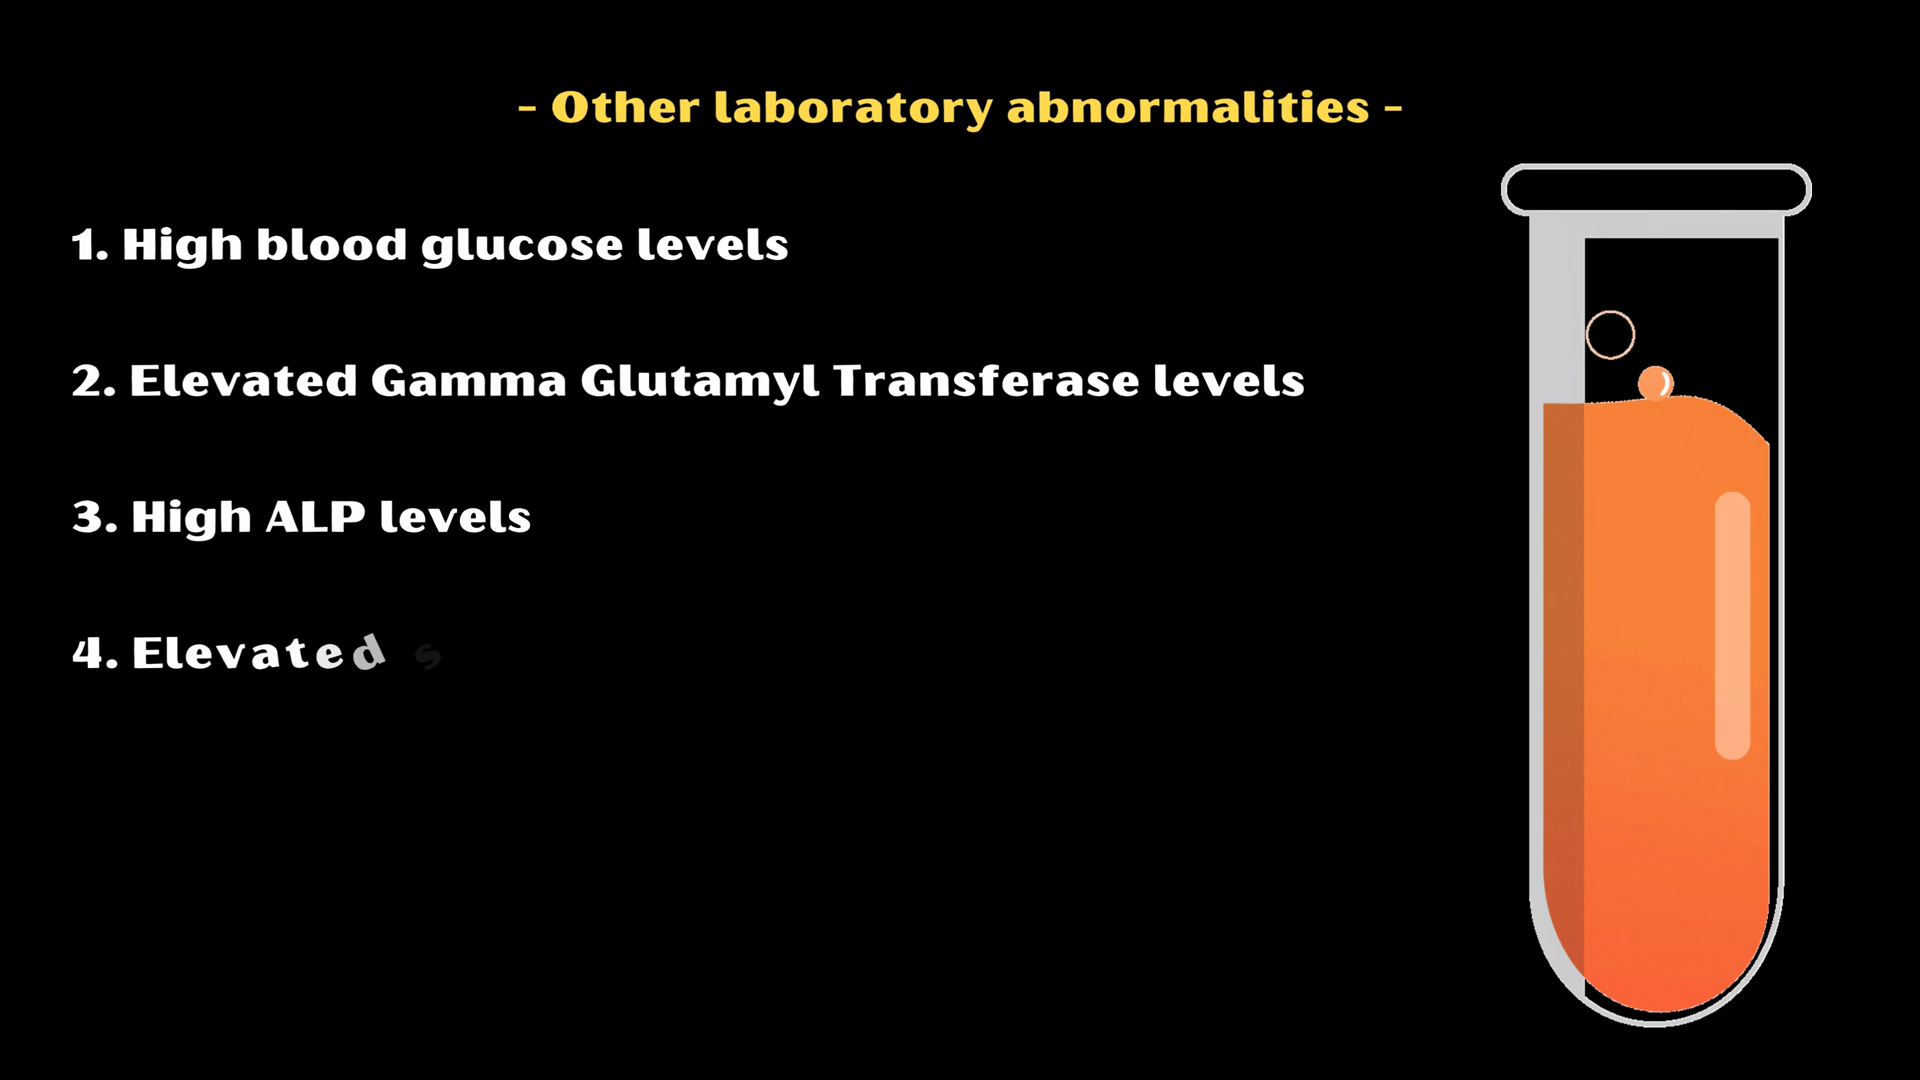 - Other laboratory abnormalities -
1. High blood glucose levels
2. Elevated Gamma Glutamyl Transferase levels
3. High ALP levels
4. Elevated s